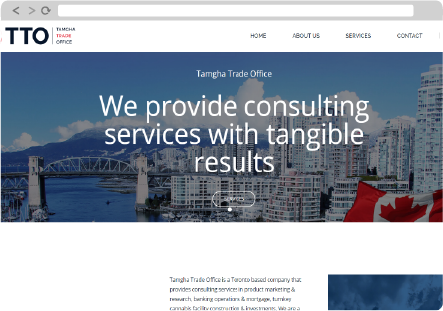 TTO
TAMGHA
TRADE
OFFICE
HOME
ABOUT US
SERVICES
CONTACT
Tamgha Trade Office
We provide consulting
services with tangible
results
SERVICES
Tamgha Trade Office is a Toronto based company that
provides consulting services in product marketing &
research, banking operations & mortgage, turnkey
cannabis facility construction & investments. We are a